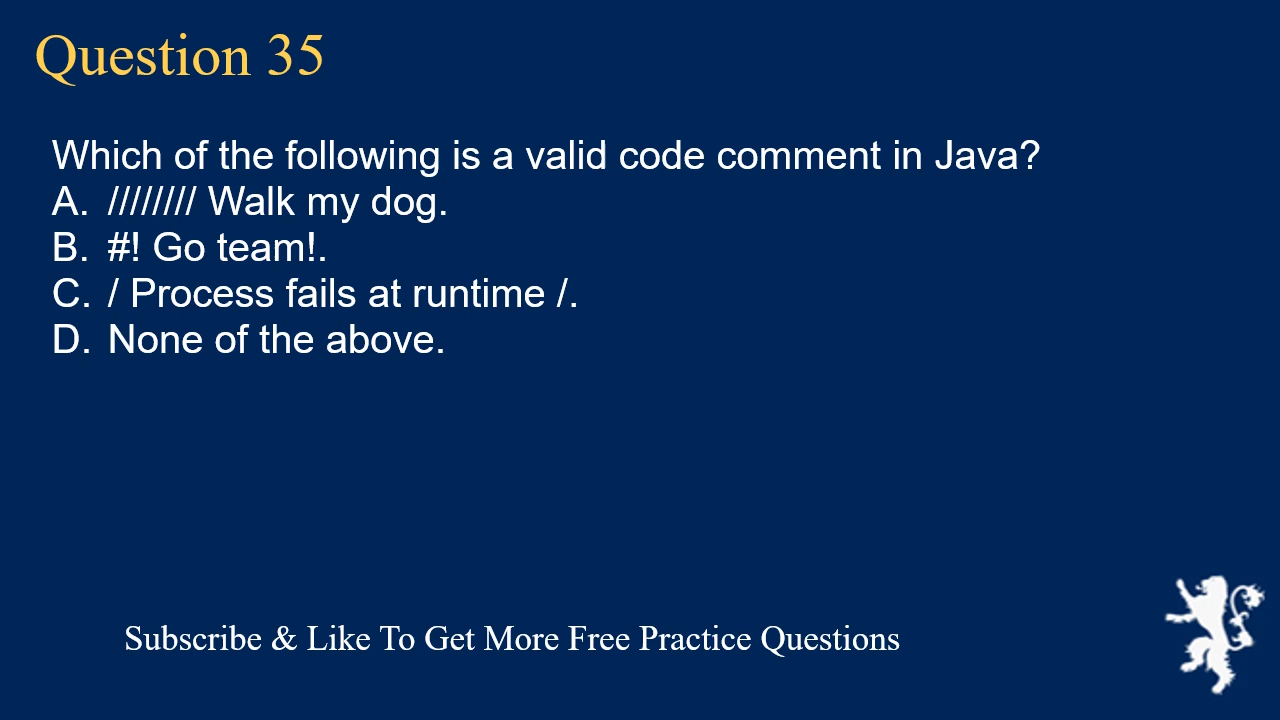 Question 35
Which of the following is a valid code comment in Java?
A. //////// Walk my dog.
B. #! Go team!.
C. / Process fails at runtime /.
D. None of the above.
Subscribe & Like To Get More Free Practice Questions